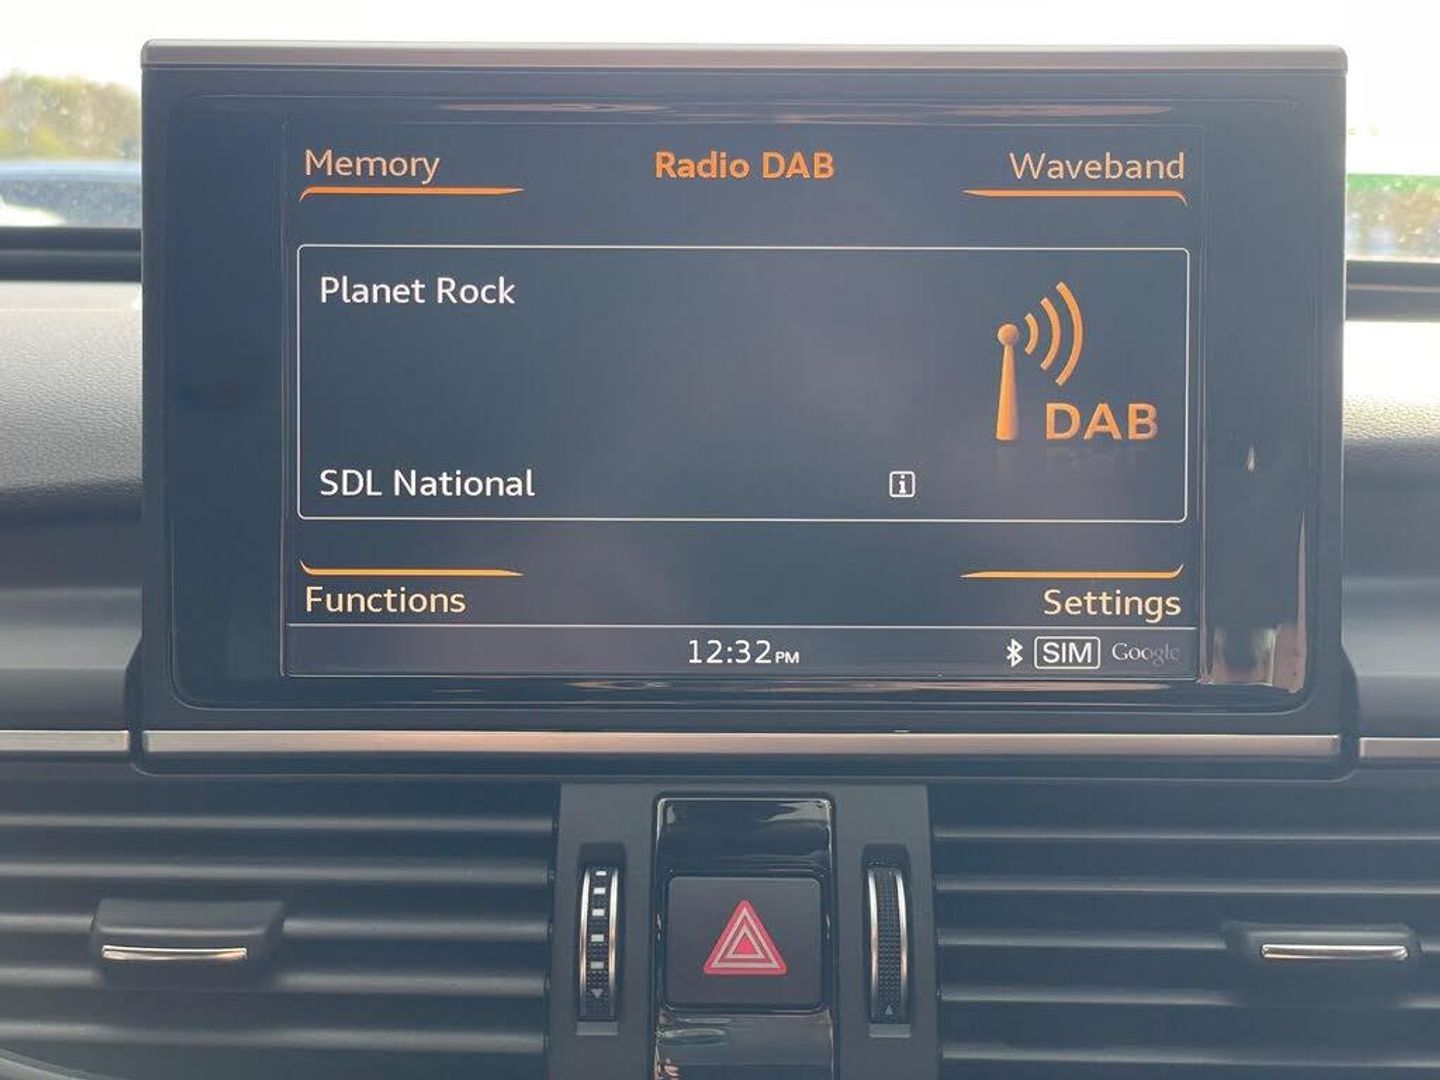 Memory Radio DAB Waveband
Planet Rock
DAB
SDL National i
Functions Settings
12:32PM SIM Google